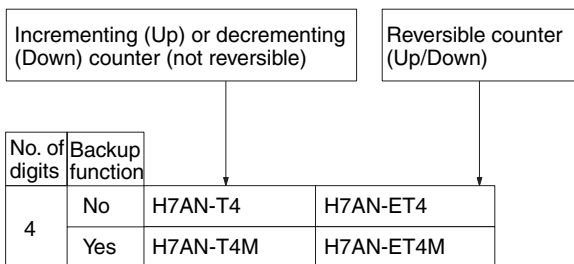 Incrementing (Up) or decrementing
(Down) counter (not reversible)
Reversible counter
(Up/Down)
No. of
digits
Backup
function
4
No
H7AN-T4
H7AN-ET4
Yes
H7AN-T4M
H7AN-ET4M